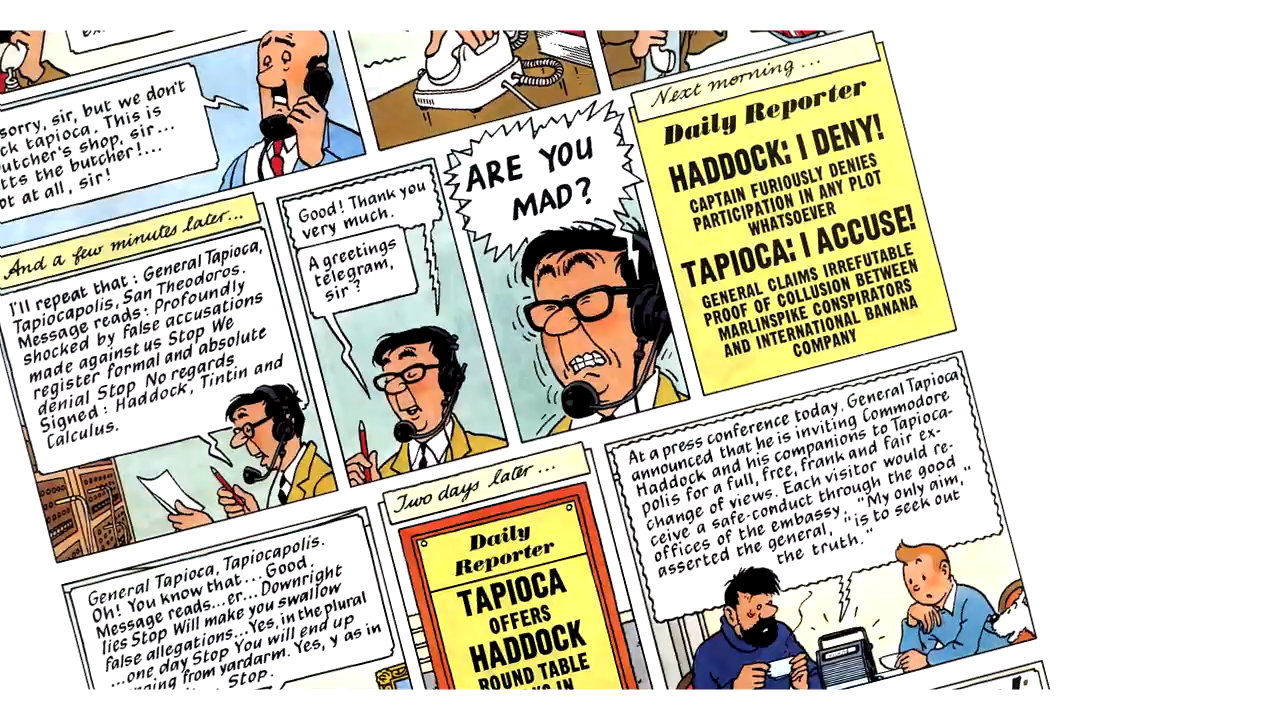 sorry, sir, but we don't
tapioca. This is
butcher's shop, sir...
the butcher!...
at all, sir!
Next morning...
Daily Reporter
HADDOCK: I DENY!
CAPTAIN FURIOUSLY DENIES
PARTICIPATION IN ANY PLOT
WHATSOEVER
TAPIOCA: I ACCUSE!
GENERAL CLAIMS IRREFUTABLE
PROOF OF COLLUSION BETWEEN
MARLINSPIKE CONSPIRATORS
AND INTERNATIONAL BANANA
COMPANY
And a few minutes later...
I'll repeat that: General Tapioca,
Tapiocapolis, San Theodoros.
Message reads: Profoundly
shocked by false accusations
made against us Stop We
register formal and absolute
denial Stop No regards
Signed: Haddock, Tintin and
Calculus.
Good! Thank you
very much.
A greetings
telegram,
sir?
ARE YOU
MAD?
General Tapioca, Tapiocapolis.
Oh! You know that... Good.
Message reads...er...Downright
lies Stop Will make you swallow
false allegations...Yes, in the plural
...one day Stop You will end up
from yardarm. Yes, y as in
Stop.
Two days later...
Daily
Reporter
TAPIOCA
OFFERS
HADDOCK
ROUND TABLE
IN
At a press conference today, General Tapioca
announced that he is inviting Commodore
Haddock and his companions to Tapioca-
polis for a full, free, frank and fair ex-
change of views. Each visitor would re-
ceive a safe-conduct through the good
offices of the embassy. "My only aim,"
asserted the general, "is to seek out
the truth."